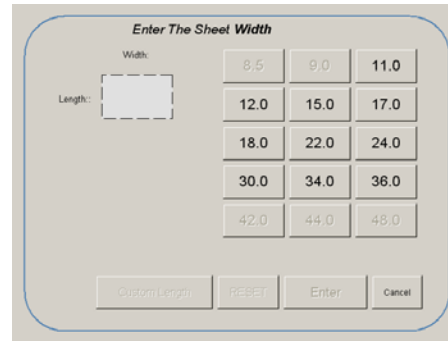 Enter The Sheet Width
Width:
8.5 9.0 11.0
Length::
12.0 15.0 17.0
18.0 22.0 24.0
30.0 34.0 36.0
42.0 44.0 48.0
Custom Length RESET Enter Cancel